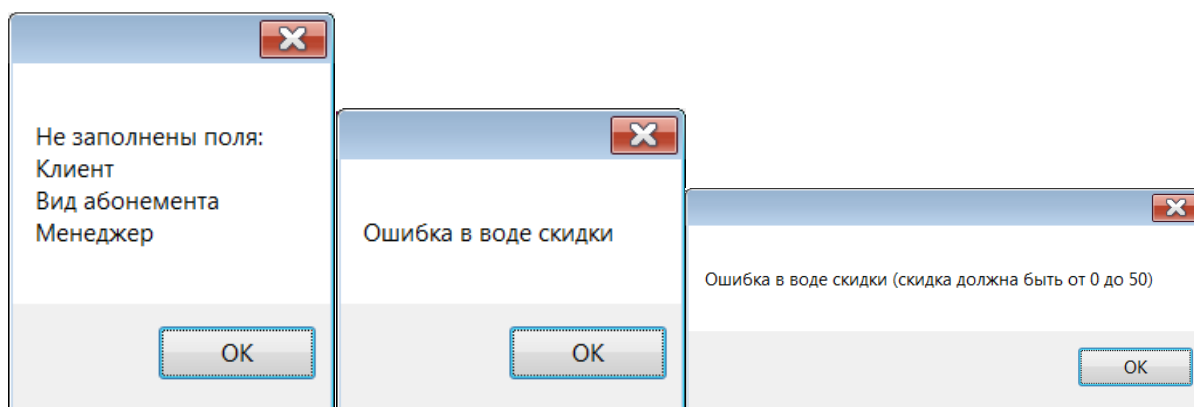 Не заполнены поля:
Клиент
Вид абонемента
Менеджер
OK
Ошибка в воде скидки
OK
Ошибка в воде скидки (скидка должна быть от 0 до 50)
OK